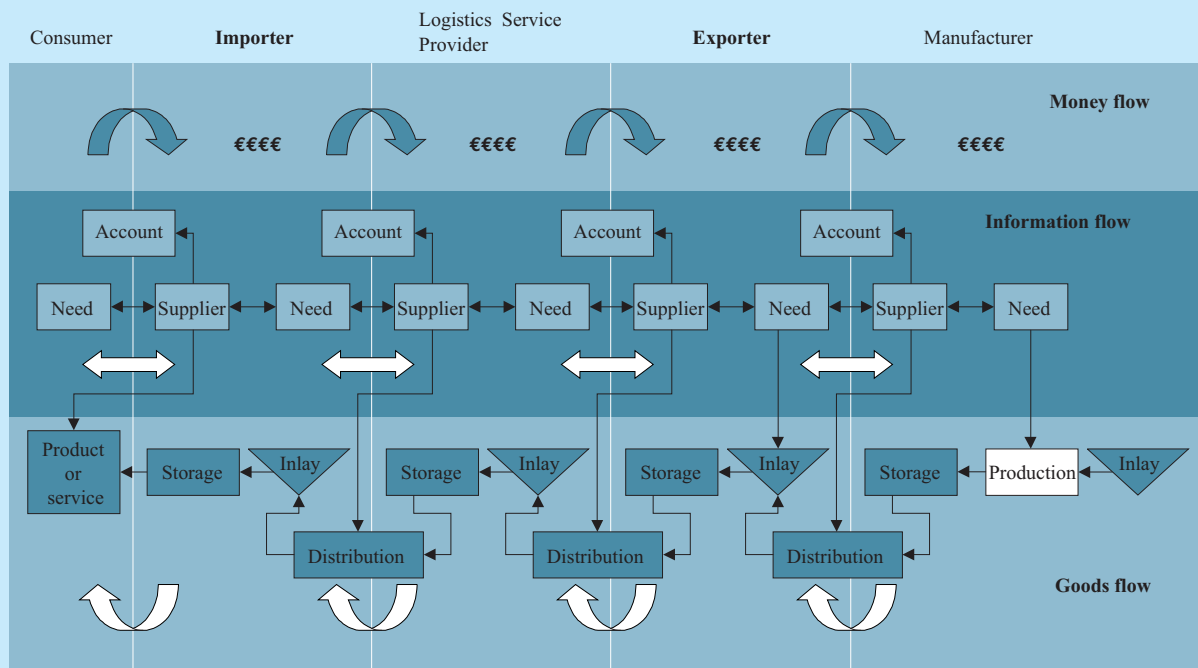 Consumer
Importer
Logistics Service
Provider
Exporter
Manufacturer
Money flow
€€€€
€€€€
€€€€
€€€€
Information flow
Account
Account
Account
Account
Need
Supplier
Need
Supplier
Need
Supplier
Need
Supplier
Need
Product
or
service
Storage
Inlay
Storage
Inlay
Storage
Inlay
Storage
Production
Inlay
Distribution
Distribution
Distribution
Goods flow